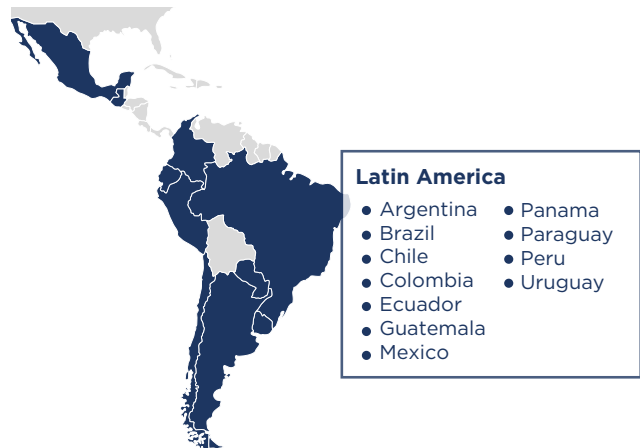 Latin America
Argentina
Brazil
Chile
Colombia
Ecuador
Guatemala
Mexico
Panama
Paraguay
Peru
Uruguay